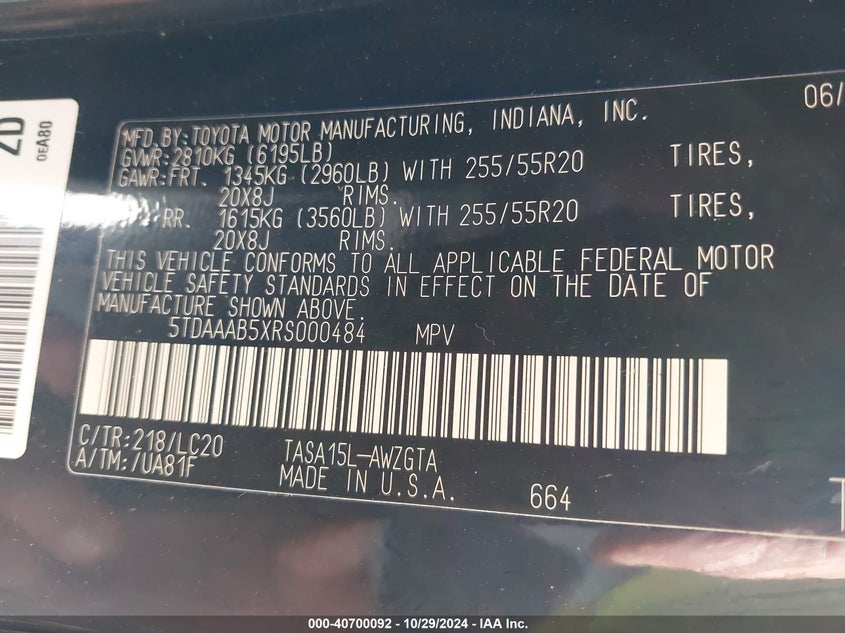 2D
0EA80
06/
MFD.BY:TOYOTA MOTOR MANUFACTURING, INDIANA, INC.
GVWR:2810KG (6195LB)
GAWR:FRT. 1345KG (2960LB) WITH 255/55R20 TIRES,
20X8J RIMS.
RR. 1615KG (3560LB) WITH 255/55R20 TIRES,
20X8J RIMS.
THIS VEHICLE CONFORMS TO ALL APPLICABLE FEDERAL MOTOR
VEHICLE SAFETY STANDARDS IN EFFECT ON THE DATE OF
MANUFACTURE SHOWN ABOVE.
5TDAAAB5XRS000484 MPV
C/TR:218/LC20 TASA15L-AWZGTA
A/TM:/UA81F MADE IN U.S.A. 664
000-40700092 - 10/29/2024 - IAA Inc.